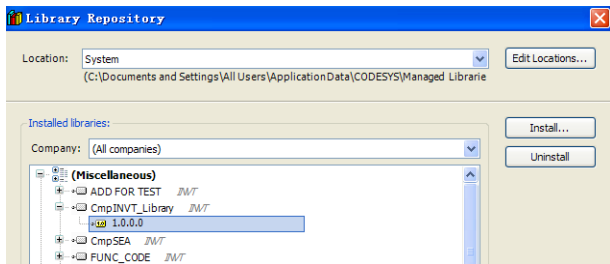 Library Repository
Location: System Edit Locations...
(C:\Documents and Settings\All Users\ApplicationData\CODESYS\Managed Librarie
Installed libraries:
Install...
Company: (All companies)
Uninstall
(Miscellaneous)
ADD FOR TEST INVT
CmpINVT_Library INVT
1.0.0.0
CmpSEA INVT
FUNC_CODE INVT